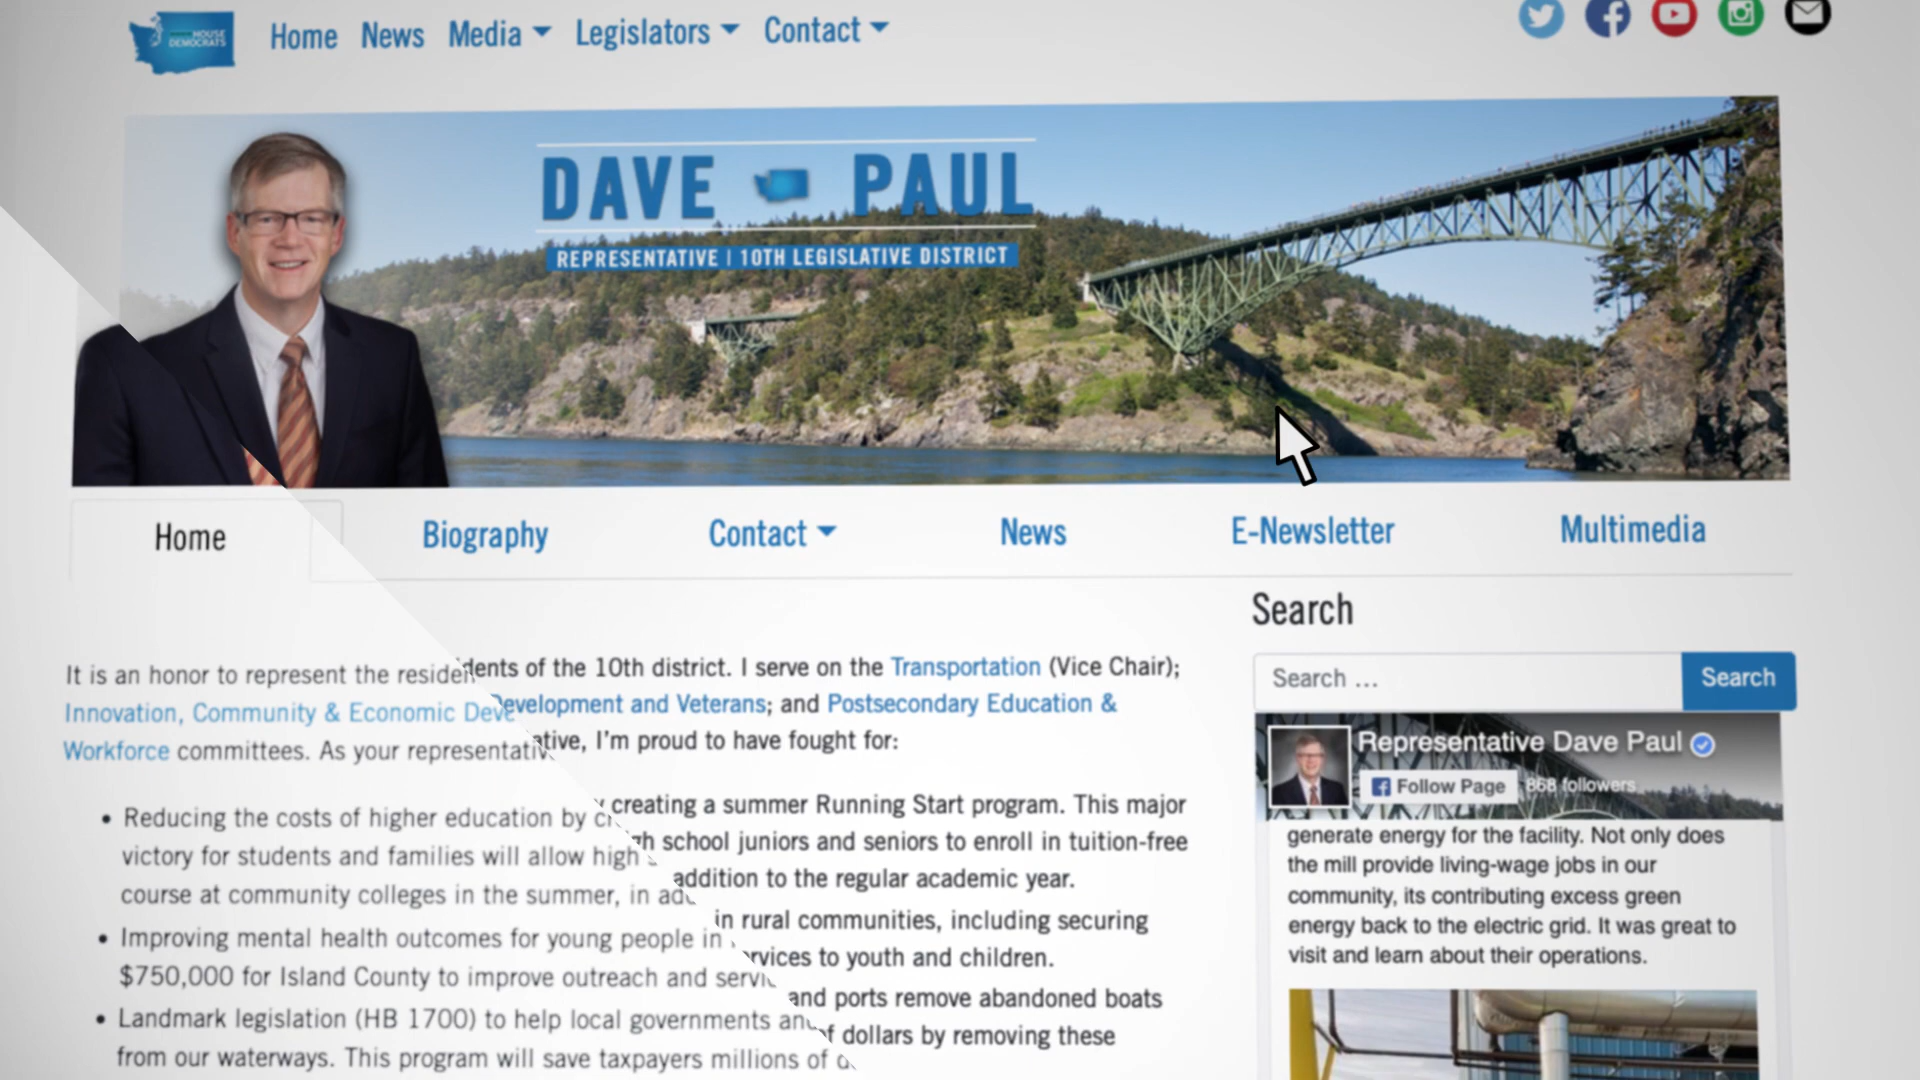 HOUSE
DEMOCRATS
Home News Media Legislators Contact
DAVE PAUL
REPRESENTATIVE | 10TH LEGISLATIVE DISTRICT
Home Biography Contact News E-Newsletter Multimedia
It is an honor to represent the residents of the 10th district. I serve on the Transportation (Vice Chair);
Innovation, Community & Economic Development and Veterans; and Postsecondary Education &
Workforce committees. As your representative, I'm proud to have fought for:
Reducing the costs of higher education by creating a summer Running Start program. This major
victory for students and families will allow high school juniors and seniors to enroll in tuition-free
course at community colleges in the summer, in addition to the regular academic year.
Improving mental health outcomes for young people in rural communities, including securing
$750,000 for Island County to improve outreach and services to youth and children.
Landmark legislation (HB 1700) to help local governments and ports remove abandoned boats
from our waterways. This program will save taxpayers millions of dollars by removing these
Search
Search ... Search
Representative Dave Paul
Follow Page 868 followers
generate energy for the facility. Not only does
the mill provide living-wage jobs in our
community, its contributing excess green
energy back to the electric grid. It was great to
visit and learn about their operations.